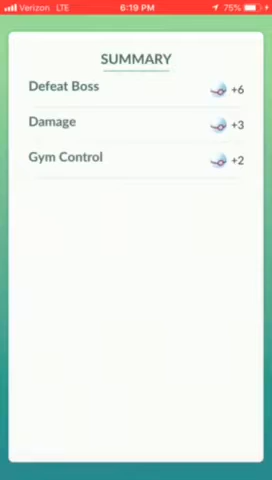 Verizon LTE 6:19 PM 75%
SUMMARY
Defeat Boss +6
Damage +3
Gym Control +2